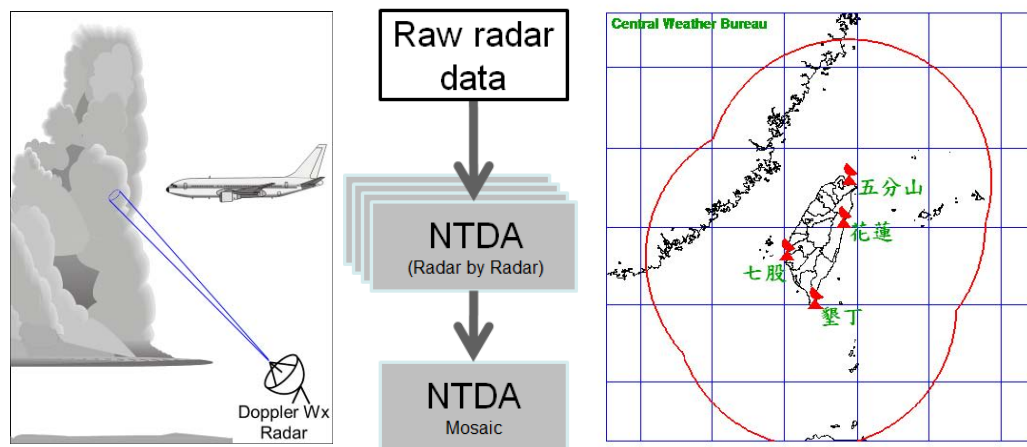 Doppler Wx
Radar
Raw radar
data
NTDA
(Radar by Radar)
NTDA
Mosaic
Central Weather Bureau
五分山
花蓮
七股
墾丁